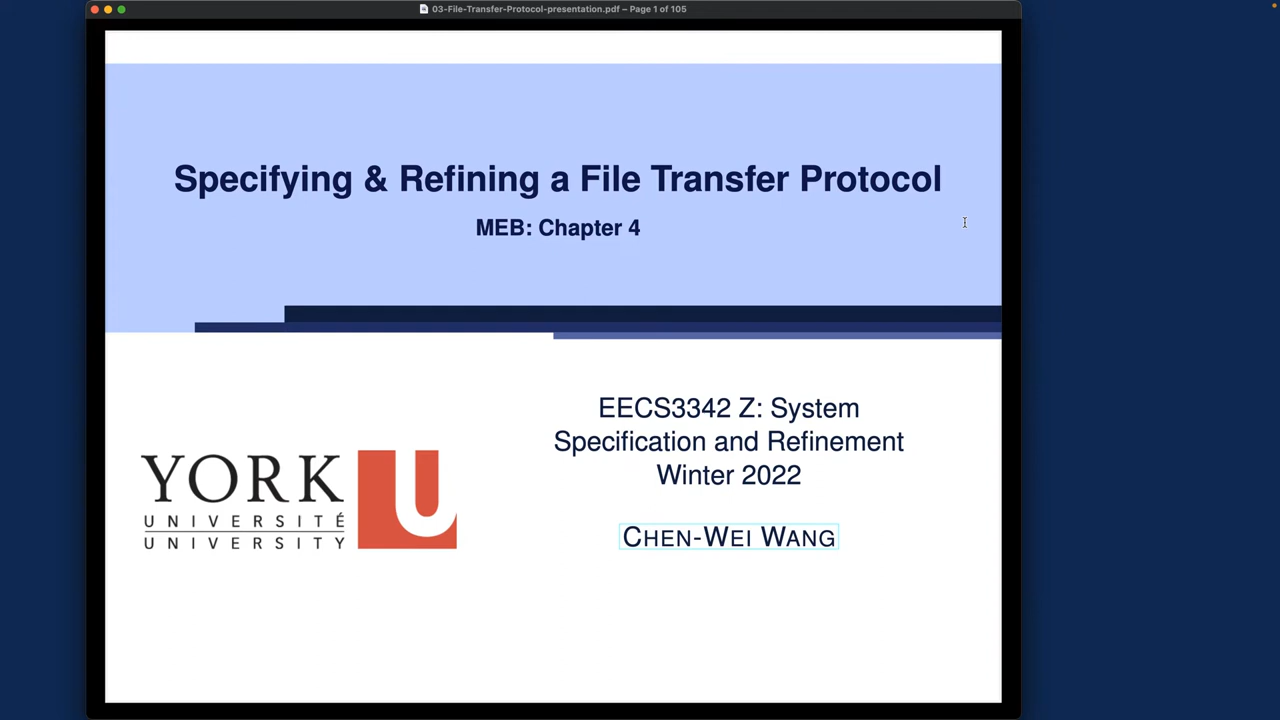 03-File-Transfer-Protocol-presentation.pdf – Page 1 of 105
Specifying & Refining a File Transfer Protocol
MEB: Chapter 4
EECS3342 Z: System
Specification and Refinement
Winter 2022
CHEN-WEI WANG
YORK U
UNIVERSITÉ
UNIVERSITY